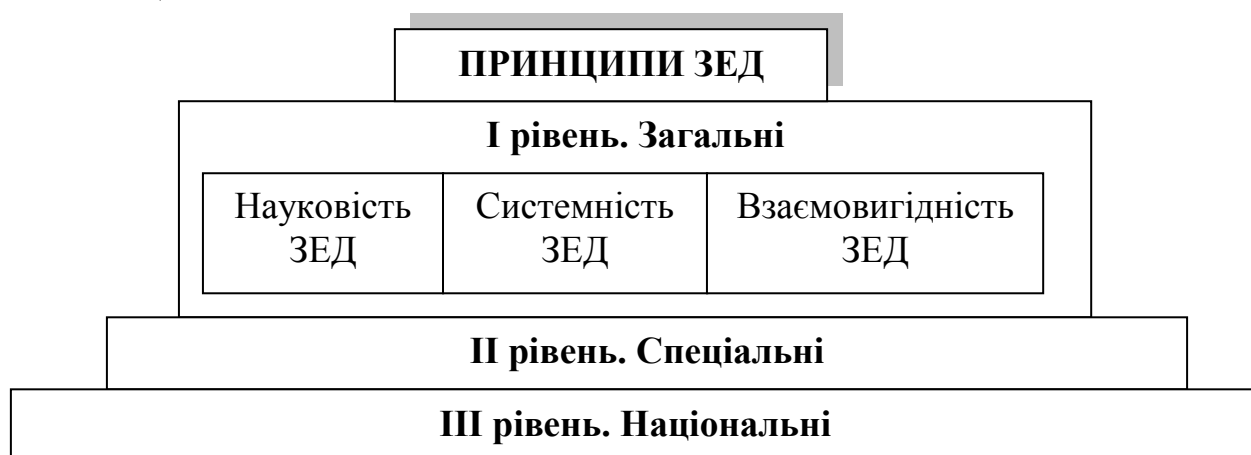 ПРИНЦИПИ ЗЕД
І рівень. Загальні
Науковість ЗЕД
Системність ЗЕД
Взаємовигідність ЗЕД
ІІ рівень. Спеціальні
ІІІ рівень. Національні